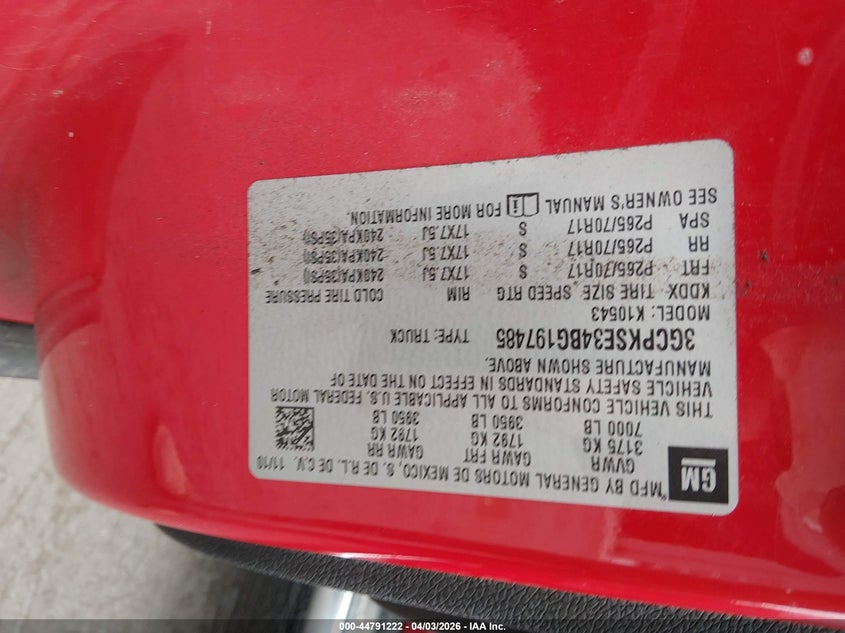 GM
MFD BY GENERAL MOTORS DE MEXICO, S. DE R.L. DE C.V. 11/10
GVWR GAWR FRT GAWR RR
3175 KG 1792 KG 1792 KG
7000 LB 3950 LB 3950 LB
THIS VEHICLE CONFORMS TO ALL APPLICABLE U.S. FEDERAL MOTOR
VEHICLE SAFETY STANDARDS IN EFFECT ON THE DATE OF
MANUFACTURE SHOWN ABOVE.
3GCPKSE34BG197485 TYPE: TRUCK
MODEL: K10543
KDDX TIRE SIZE SPEED RTG RIM COLD TIRE PRESSURE
FRT P265/70R17 S 17X7.5J 240KPA(35PSI)
RR P265/70R17 S 17X7.5J 240KPA(35PSI)
SPA P265/70R17 S 17X7.5J 240KPA(35PSI)
SEE OWNER'S MANUAL FOR MORE INFORMATION.
000-44791222 - 04/03/2026 - IAA Inc.